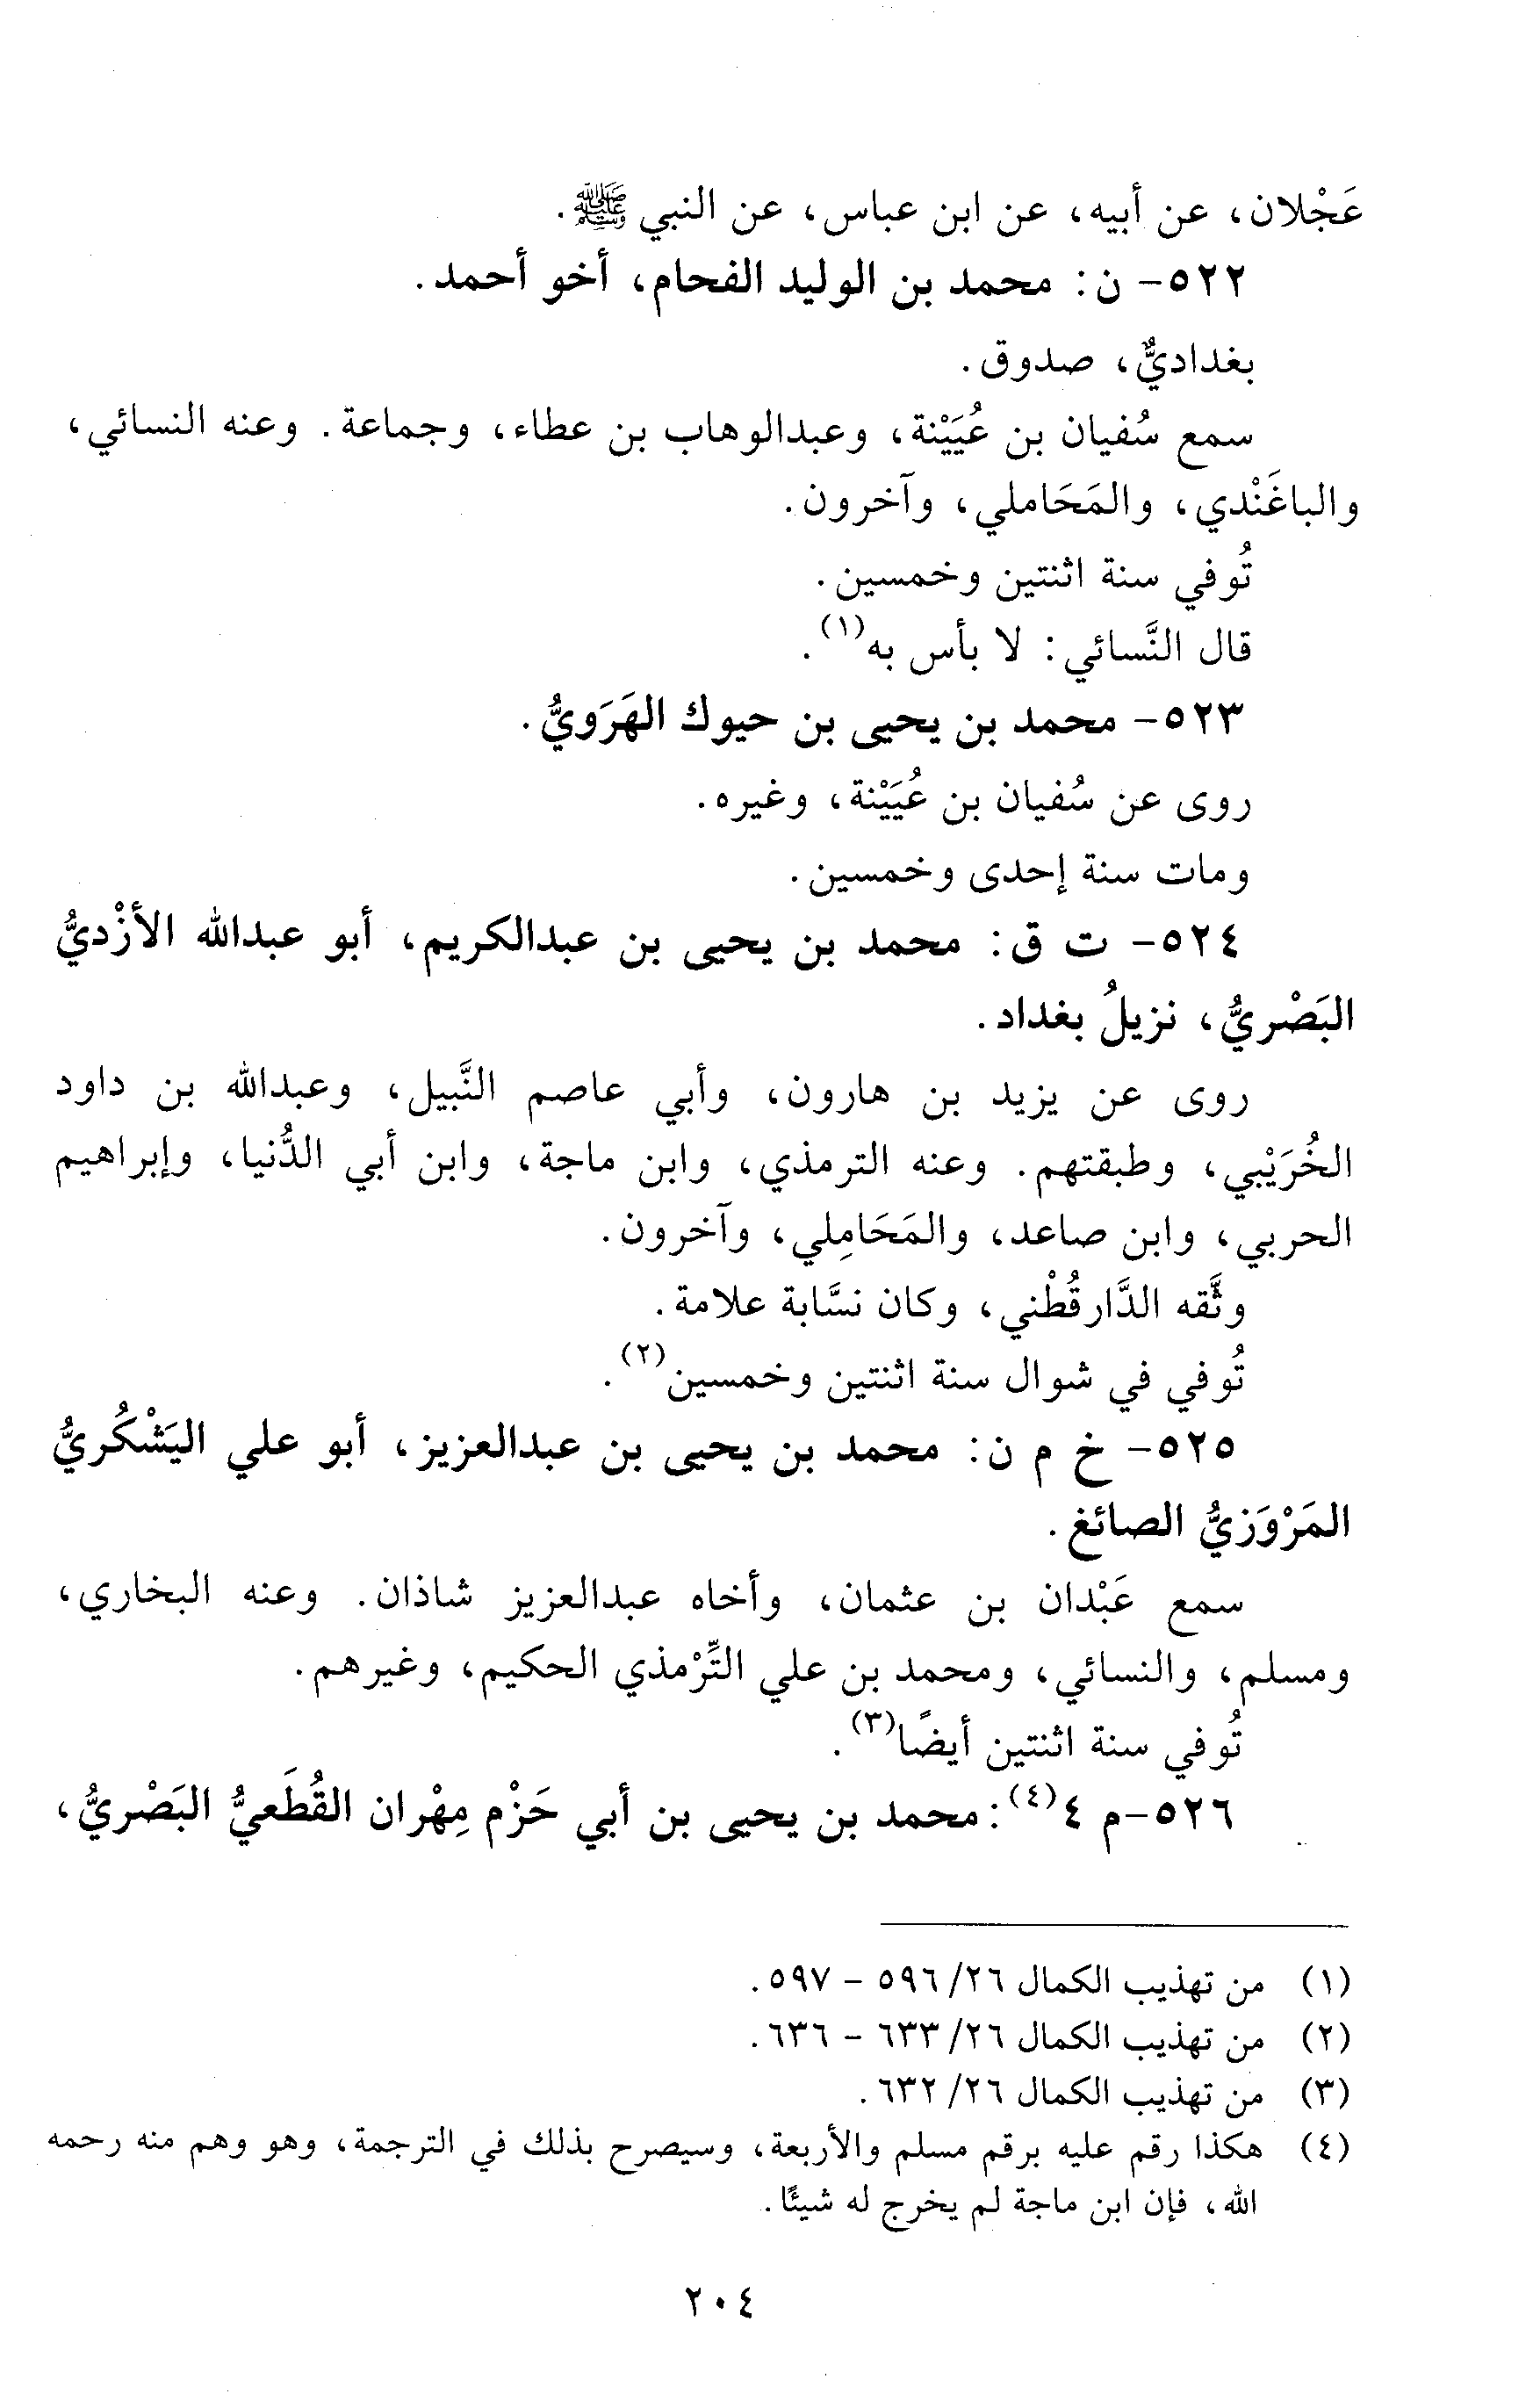 عَجْلان، عن أبيه، عن ابن عباس، عن النبي ﷺ.
٥٢٢- ن: محمد بن الوليد الفحام، أخو أحمد.
بغداديٌّ، صدوق.
سمع سُفيان بن عُيَيْنة، وعبدالوهاب بن عطاء، وجماعة. وعنه النسائي،
والباغَنْدي، والمَحَاملي، وآخرون.
تُوفي سنة اثنتين وخمسين.
قال النَّسائي: لا بأس به(١).
٥٢٣- محمد بن يحيى بن حيوك الهَرَويُّ.
روى عن سُفيان بن عُيَيْنة، وغيره.
ومات سنة إحدى وخمسين.
٥٢٤- ت ق: محمد بن يحيى بن عبدالكريم، أبو عبدالله الأزْديُّ
البَصْريُّ، نزيلُ بغداد.
روى عن يزيد بن هارون، وأبي عاصم النَّبيل، وعبدالله بن داود
الخُرَيْبي، وطبقتهم. وعنه الترمذي، وابن ماجة، وابن أبي الدُّنيا، وإبراهيم
الحربي، وابن صاعد، والمَحَامِلي، وآخرون.
وثَّقه الدَّارقُطْني، وكان نسَّابة علامة.
تُوفي في شوال سنة اثنتين وخمسين(٢).
٥٢٥- خ م ن: محمد بن يحيى بن عبدالعزيز، أبو علي اليَشْكُريُّ
المَرْوَزيُّ الصائغ.
سمع عَبْدان بن عثمان، وأخاه عبدالعزيز شاذان. وعنه البخاري،
ومسلم، والنسائي، ومحمد بن علي التِّرْمذي الحكيم، وغيرهم.
تُوفي سنة اثنتين أيضًا(٣).
٥٢٦-م ٤(٤): محمد بن يحيى بن أبي حَزْم مِهْران القُطَعيُّ البَصْريُّ،
(١) من تهذيب الكمال ٢٦/ ٥٩٦ - ٥٩٧.
(٢) من تهذيب الكمال ٢٦/ ٦٣٣ - ٦٣٦.
(٣) من تهذيب الكمال ٢٦/ ٦٣٢.
(٤) هكذا رقم عليه برقم مسلم والأربعة، وسيصرح بذلك في الترجمة، وهو وهم منه رحمه
الله، فإن ابن ماجة لم يخرج له شيئًا.
٢٠٤